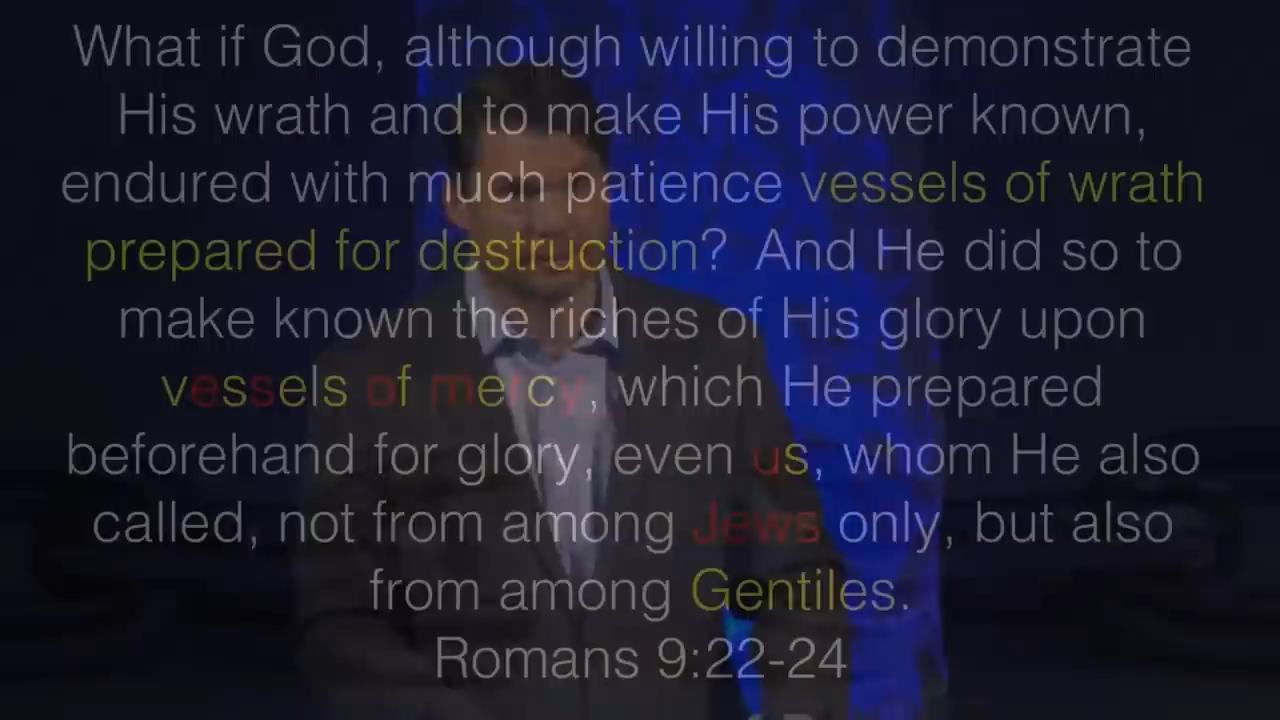 What if God, although willing to demonstrate
His wrath and to make His power known,
endured with much patience vessels of wrath
prepared for destruction?  And He did so to
make known the riches of His glory upon
vessels of mercy, which He prepared
beforehand for glory, even us, whom He also
called, not from among Jews only, but also
from among Gentiles.
Romans 9:22-24